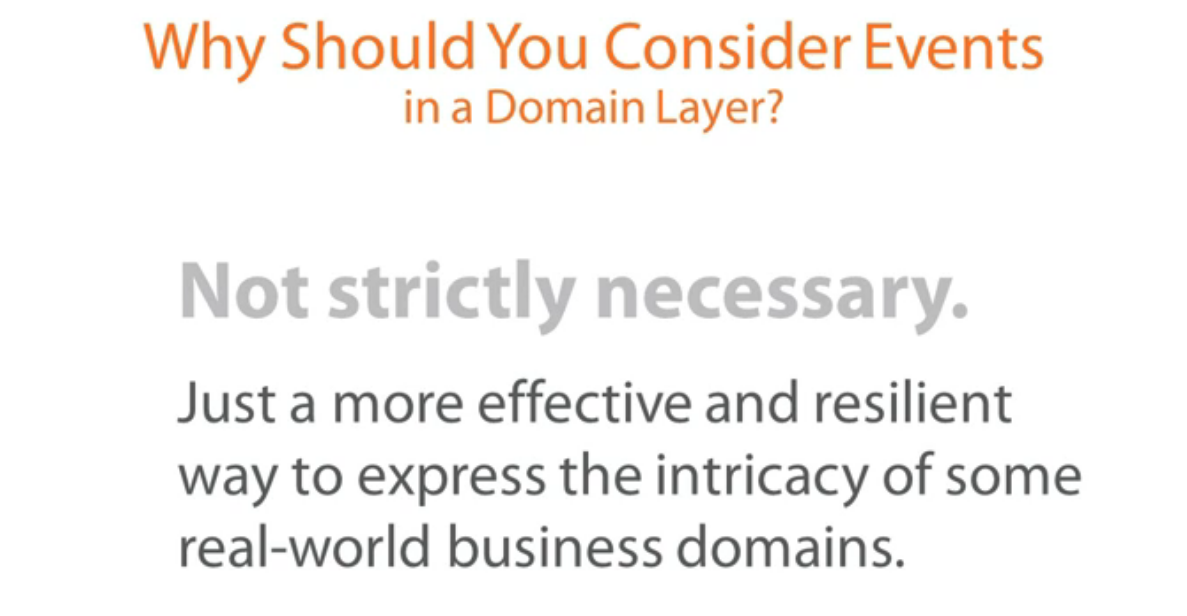 Why Should You Consider Events
in a Domain Layer?
Not strictly necessary.
Just a more effective and resilient
way to express the intricacy of some
real-world business domains.